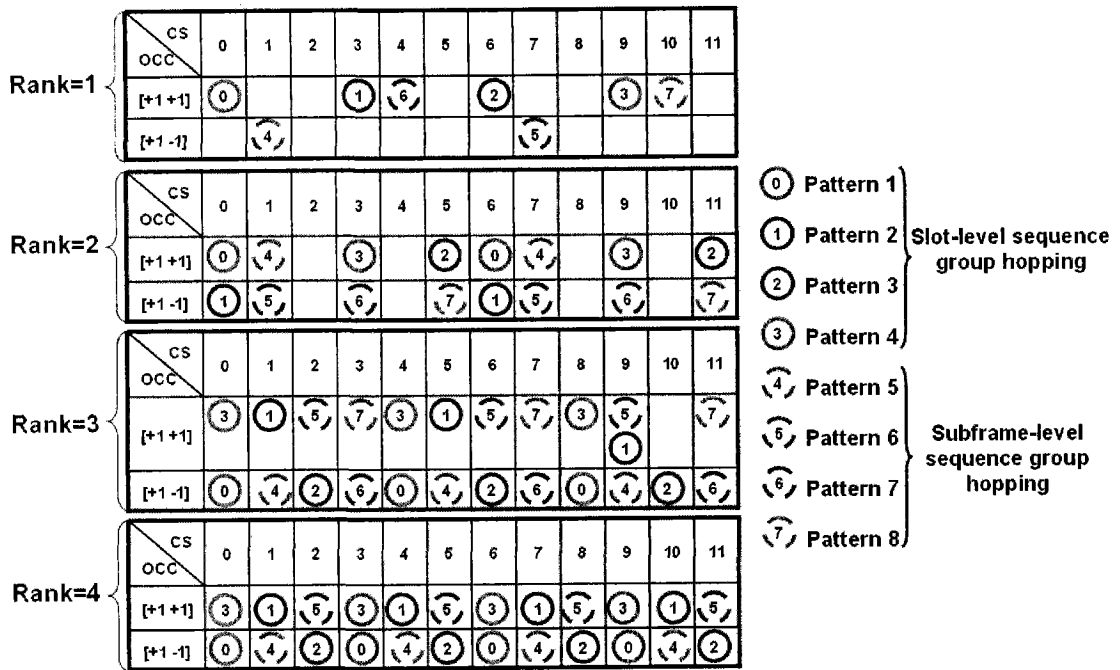 Rank=1
CS
OCC
0 1 2 3 4 5 6 7 8 9 10 11
[+1 +1] 0 1 6 2 3 7
[+1 -1] 4 5
Rank=2
CS
OCC
0 1 2 3 4 5 6 7 8 9 10 11
[+1 +1] 0 4 3 2 0 4 3 2
[+1 -1] 1 5 6 7 1 5 6 7
Rank=3
CS
OCC
0 1 2 3 4 5 6 7 8 9 10 11
[+1 +1] 3 1 5 7 3 1 5 7 3 5 7
1
[+1 -1] 0 4 2 6 0 4 2 6 0 4 2 6
Rank=4
CS
OCC
0 1 2 3 4 5 6 7 8 9 10 11
[+1 +1] 3 1 5 3 1 5 3 1 5 3 1 5
[+1 -1] 0 4 2 0 4 2 0 4 2 0 4 2
0 Pattern 1
1 Pattern 2
2 Pattern 3
3 Pattern 4
Slot-level sequence
group hopping
4 Pattern 5
5 Pattern 6
6 Pattern 7
7 Pattern 8
Subframe-level
sequence group
hopping